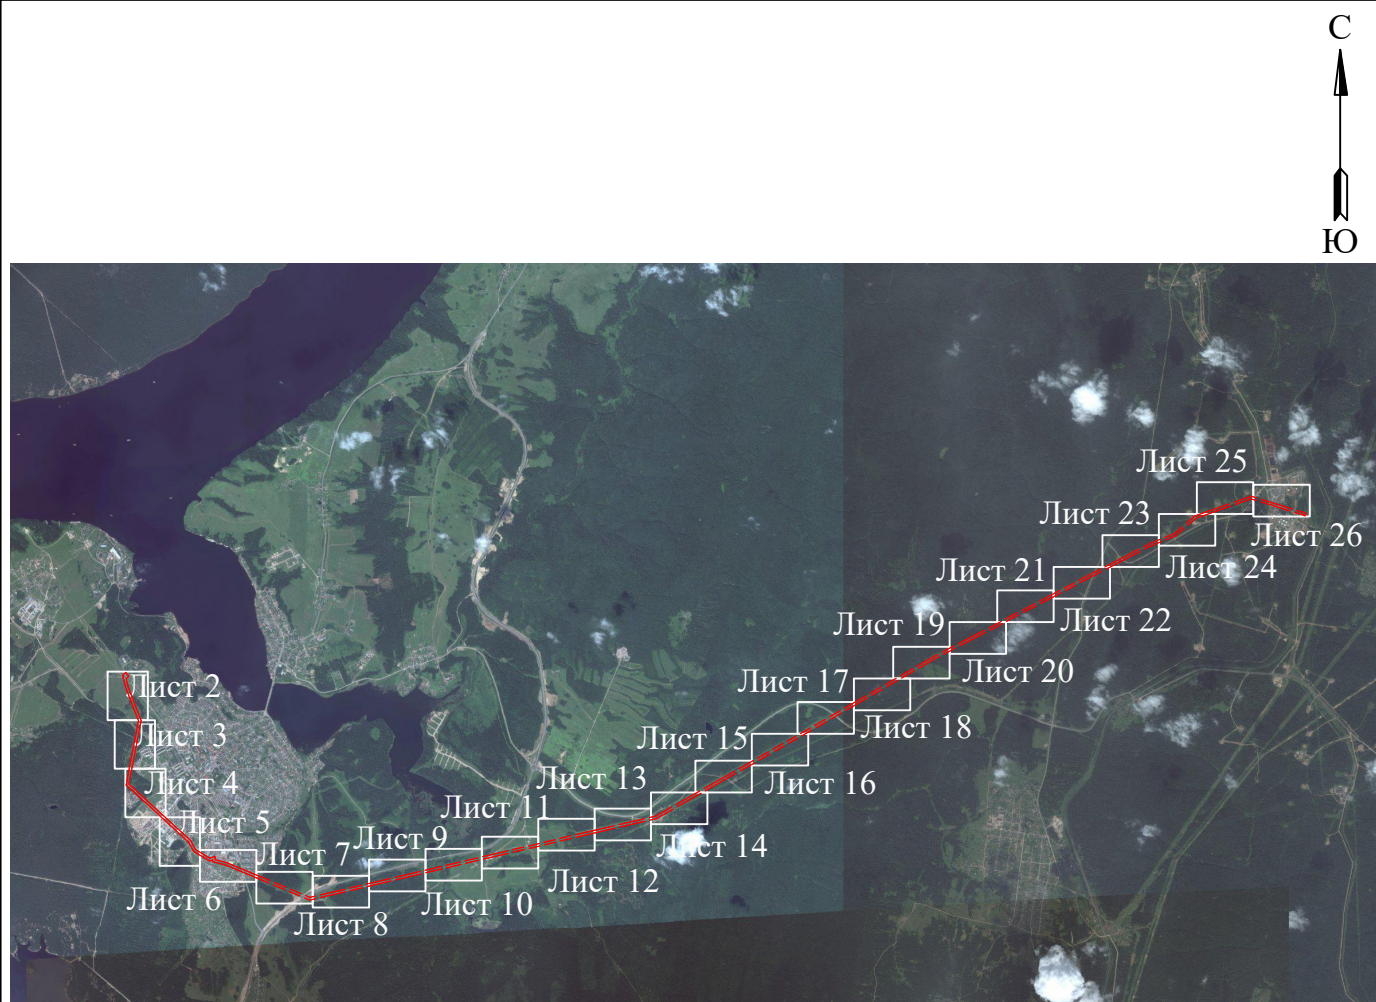 С
Ю
Лист 2
Лист 3
Лист 4
Лист 5
Лист 6
Лист 7
Лист 8
Лист 9
Лист 10
Лист 11
Лист 12
Лист 13
Лист 14
Лист 15
Лист 16
Лист 17
Лист 18
Лист 19
Лист 20
Лист 21
Лист 22
Лист 23
Лист 24
Лист 25
Лист 26